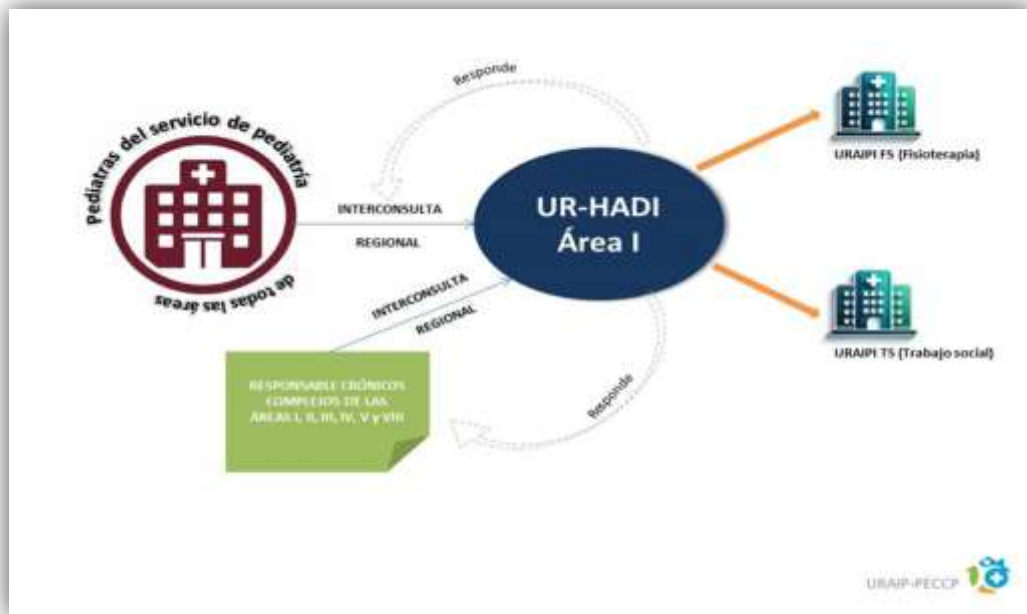 Pediatras del servicio de pediatría
de todas las áreas
Responde
INTERCONSULTA
REGIONAL
UR-HADI
Área I
URAIPI FS (Fisioterapia)
INTERCONSULTA
REGIONAL
URAIPI TS (Trabajo social)
RESPONSABLE CRÓNICOS
COMPLEJOS DE LAS
ÁREAS I, II, III, IV, V y VIII
Responde
URAIP-PECCP